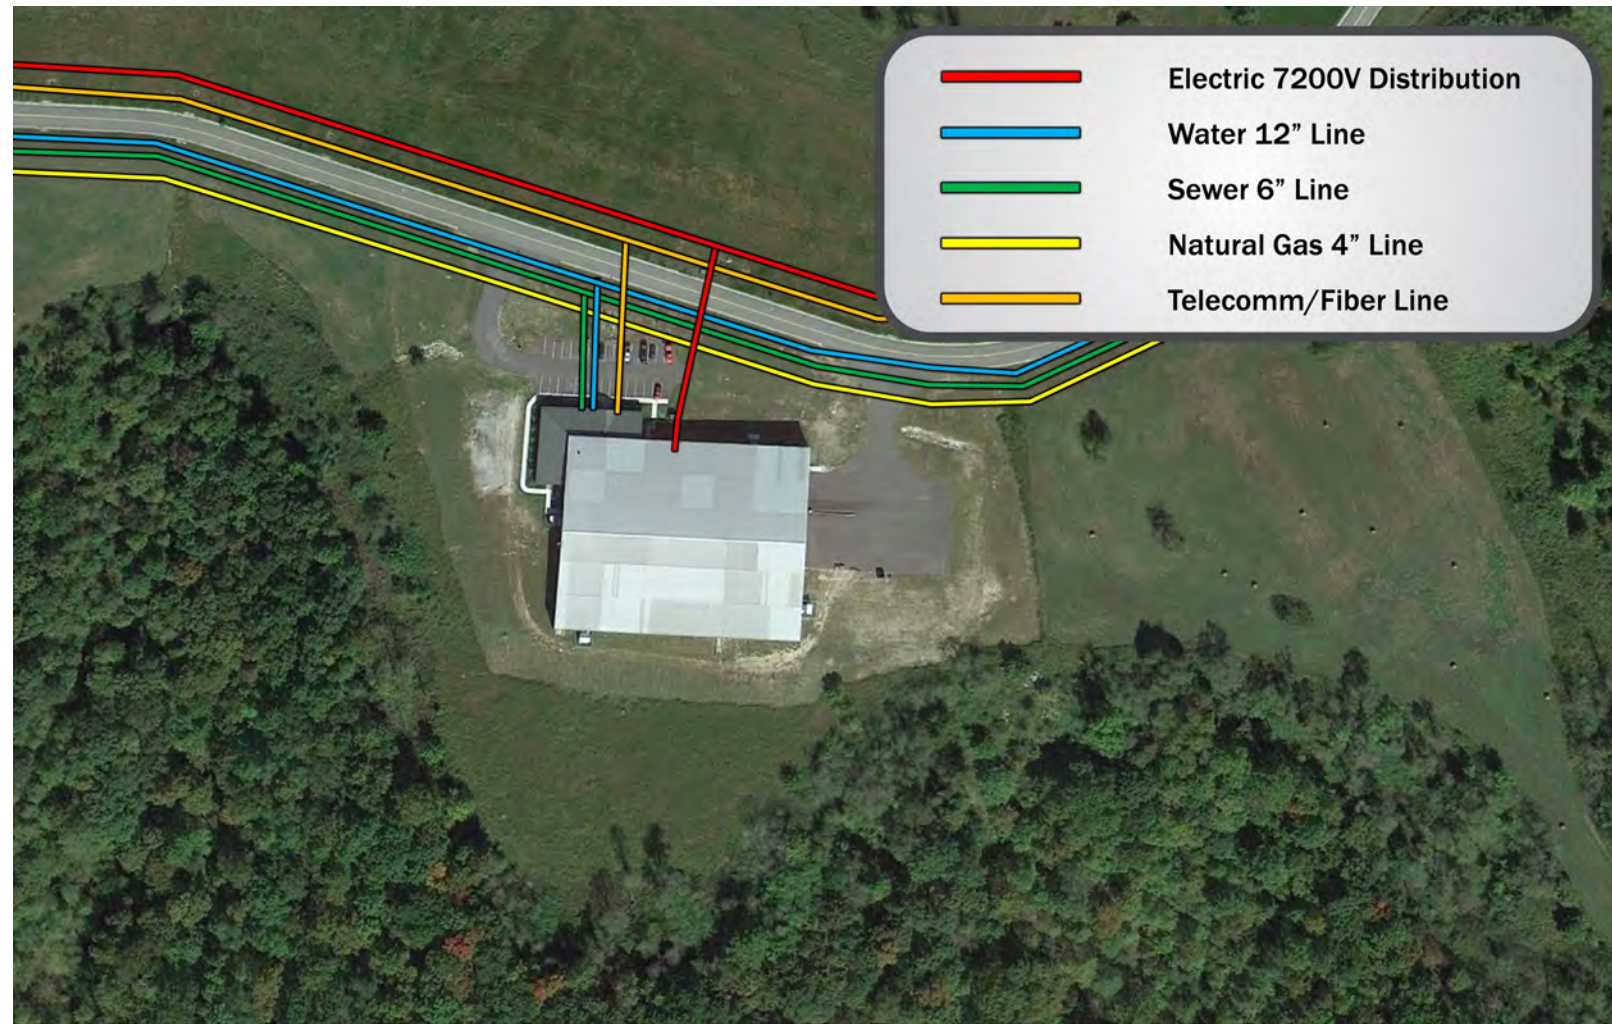 Electric 7200V Distribution
Water 12” Line
Sewer 6” Line
Natural Gas 4” Line
Telecomm/Fiber Line